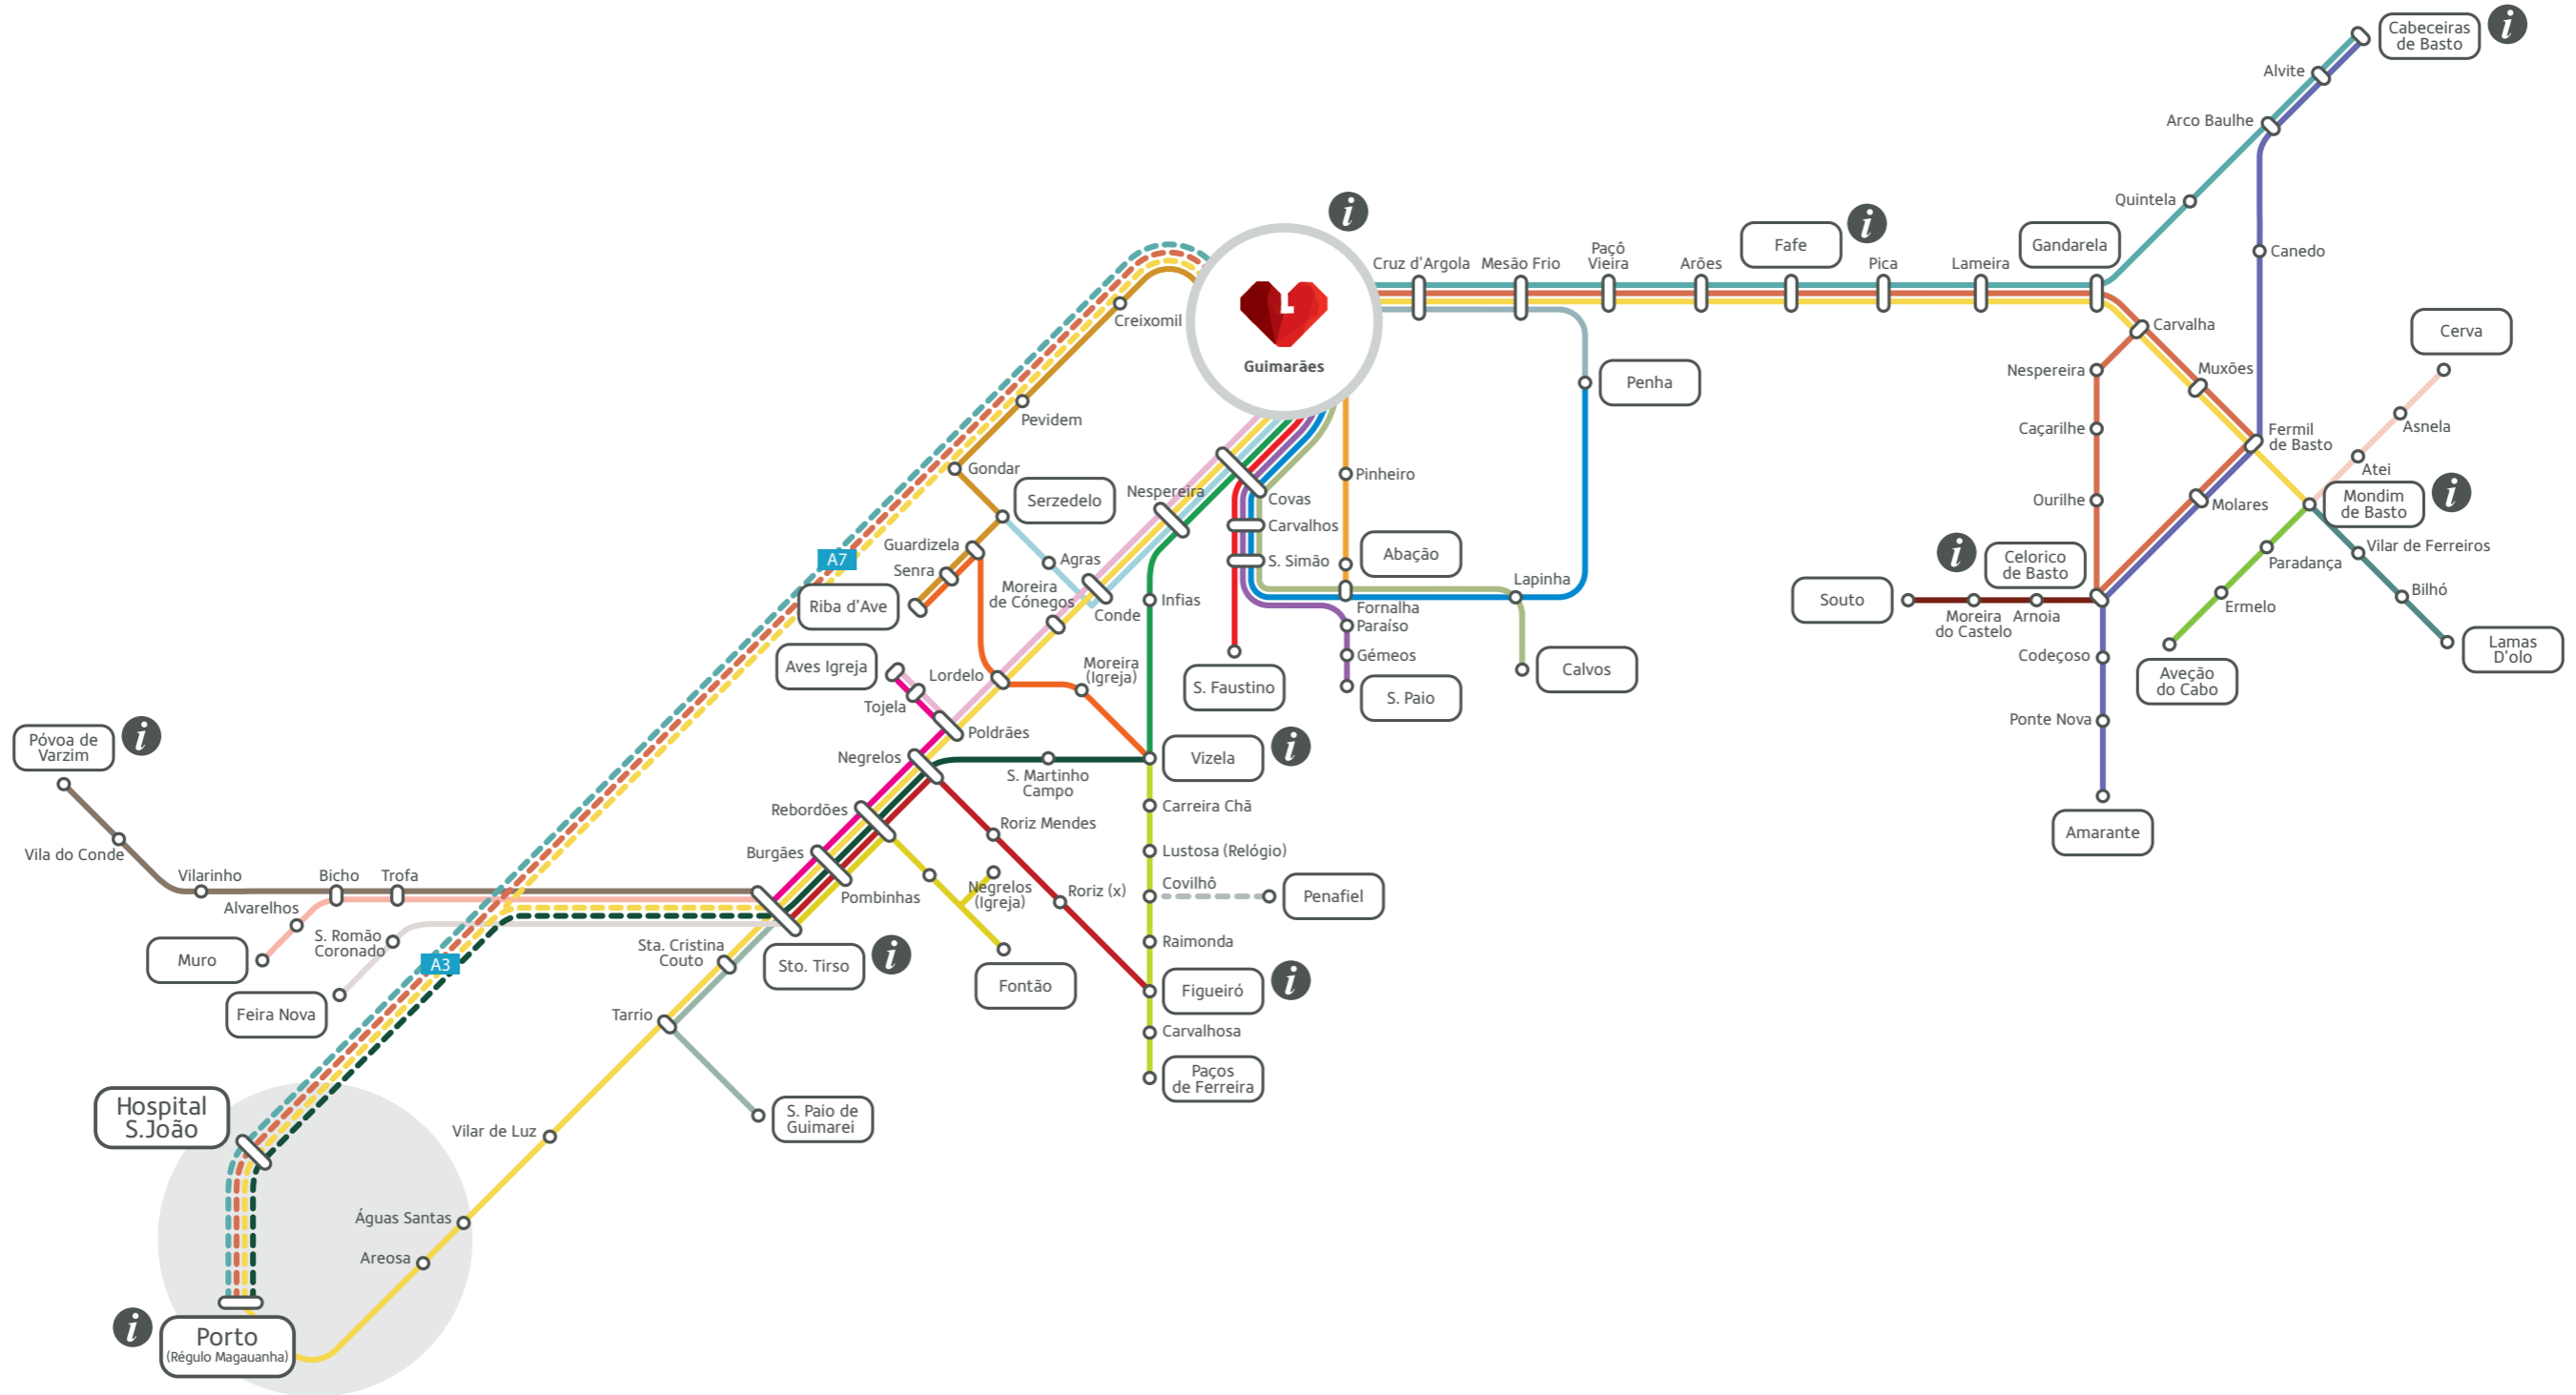 Cabeceiras
de Basto
i
Alvite
Arco Baulhe
Quintela
Canedo
i
Cruz d'Argola
Mesão Frio
Paçô
Vieira
Arões
Fafe
i
Pica
Lameira
Gandarela
Creixomil
Guimarães
Carvalha
Cerva
Nespereira
Muxões
Penha
Pevidem
Caçarilhe
Fermil
de Basto
Asnela
Gondar
Serzedelo
Nespereira
Covas
Pinheiro
Atei
Mondim
de Basto
i
Ourilhe
Molares
Carvalhos
Guardizela
Agras
S. Simão
Abação
A7
Senra
Riba d'Ave
Moreira
de Cónegos
Conde
Infias
Lapinha
Fornalha
Paraíso
Gémeos
S. Paio
Calvos
S. Faustino
i
Celorico
de Basto
Souto
Moreira
do Castelo
Arnoia
Vilar de Ferreiros
Paradança
Bilhó
Ermelo
Codeçoso
Lamas
D'olo
Aveção
do Cabo
Ponte Nova
Amarante
Aves Igreja
Lordelo
Moreira
(Igreja)
Tojela
Poldrães
Póvoa de
Varzim
i
Negrelos
S. Martinho
Campo
Vizela
i
Rebordões
Carreira Chã
Vila do Conde
Roriz Mendes
Burgães
Lustosa (Relógio)
Vilarinho
Bicho
Trofa
Pombinhas
Negrelos
(Igreja)
Roriz (x)
Covilhô
Penafiel
Alvarelhos
S. Romão
Coronado
Muro
A3
Sta. Cristina
Couto
Sto. Tirso
i
Raimonda
Feira Nova
Fontão
Figueiró
i
Tarrio
Carvalhosa
Paços
de Ferreira
Hospital
S.João
Vilar de Luz
S. Paio de
Guimarei
Águas Santas
Areosa
i
Porto
(Régulo Magauanha)